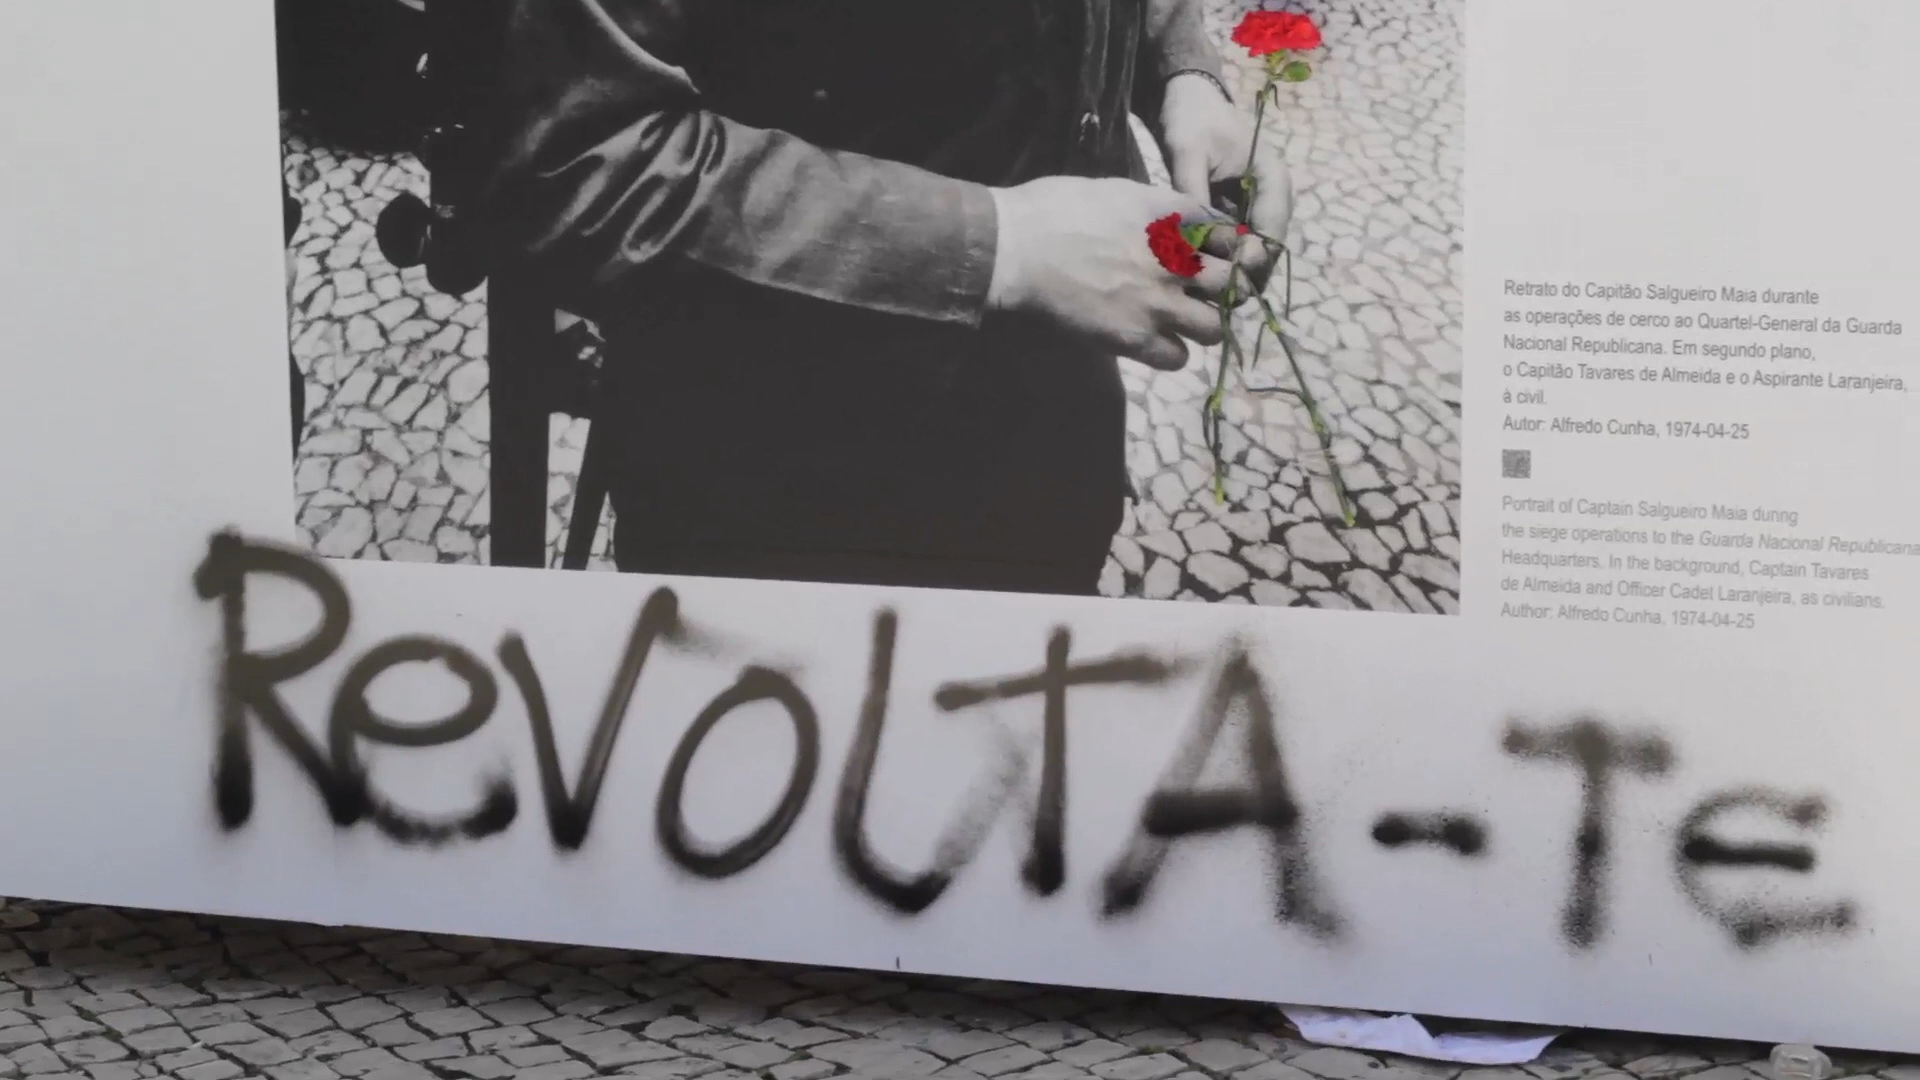 Retrato do Capitão Salgueiro Maia durante
as operações de cerco ao Quartel-General da Guarda
Nacional Republicana. Em segundo plano,
o Capitão Tavares de Almeida e o Aspirante Laranjeira,
à civil.
Autor: Alfredo Cunha, 1974-04-25
Portrait of Captain Salgueiro Maia during
the siege operations to the Guarda Nacional Republicana
Headquarters. In the background, Captain Tavares
de Almeida and Officer Cadet Laranjeira, as civilians.
Author: Alfredo Cunha, 1974-04-25
ReVOLTA-TE